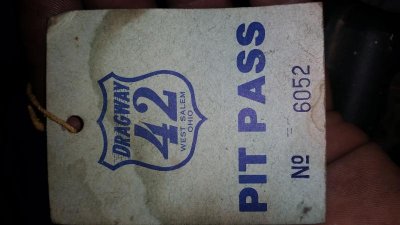 DRAGWAY
42
WEST SALEM
OHIO
PIT PASS
No 6052